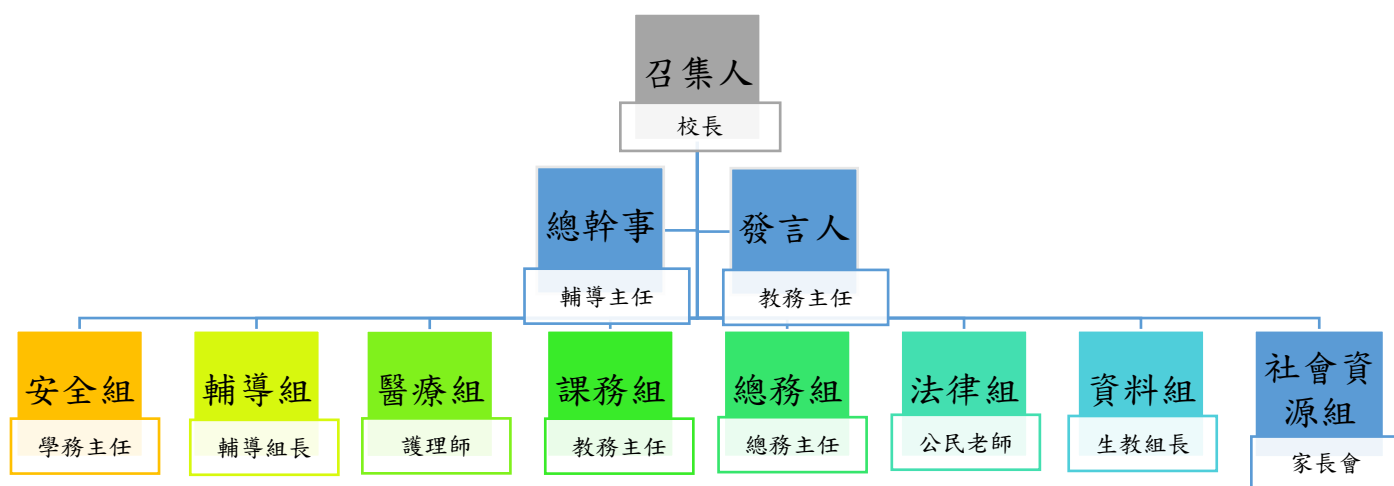 召集人
校長
總幹事
輔導主任
發言人
教務主任
安全組
學務主任
輔導組
輔導組長
醫療組
護理師
課務組
教務主任
總務組
總務主任
法律組
公民老師
資料組
生教組長
社會資
源組
家長會